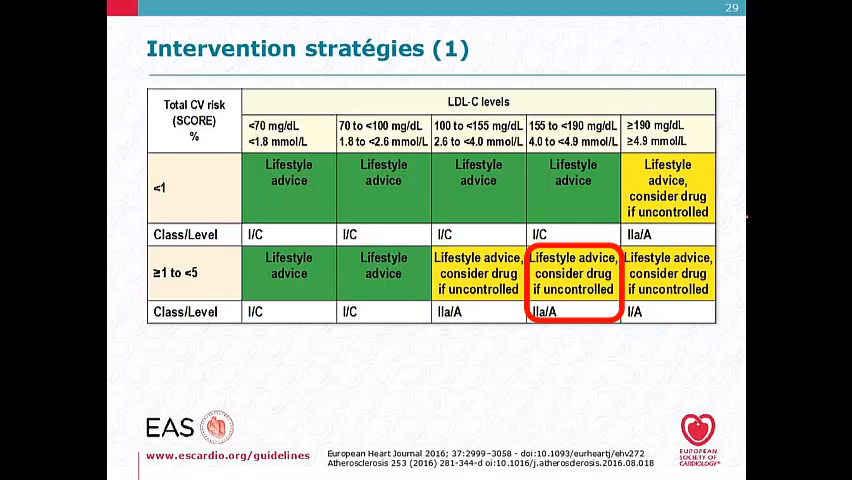 29
Intervention stratégies (1)
Total CV risk (SCORE) % LDL-C levels
<70 mg/dL <1.8 mmol/L 70 to <100 mg/dL 1.8 to <2.6 mmol/L 100 to <155 mg/dL 2.6 to <4.0 mmol/L 155 to <190 mg/dL 4.0 to <4.9 mmol/L ≥190 mg/dL ≥4.9 mmol/L
<1 Lifestyle advice Lifestyle advice Lifestyle advice Lifestyle advice Lifestyle advice, consider drug if uncontrolled
Class/Level I/C I/C I/C I/C IIa/A
≥1 to <5 Lifestyle advice Lifestyle advice Lifestyle advice, consider drug if uncontrolled Lifestyle advice, consider drug if uncontrolled Lifestyle advice, consider drug if uncontrolled
Class/Level I/C I/C IIa/A IIa/A I/A
EAS
www.escardio.org/guidelines
European Heart Journal 2016; 37:2999–3058 - doi:10.1093/eurheartj/ehv272
Atherosclerosis 253 (2016) 281-344-d oi:10.1016/j.atherosclerosis.2016.08.018
EUROPEAN
SOCIETY OF
CARDIOLOGY®